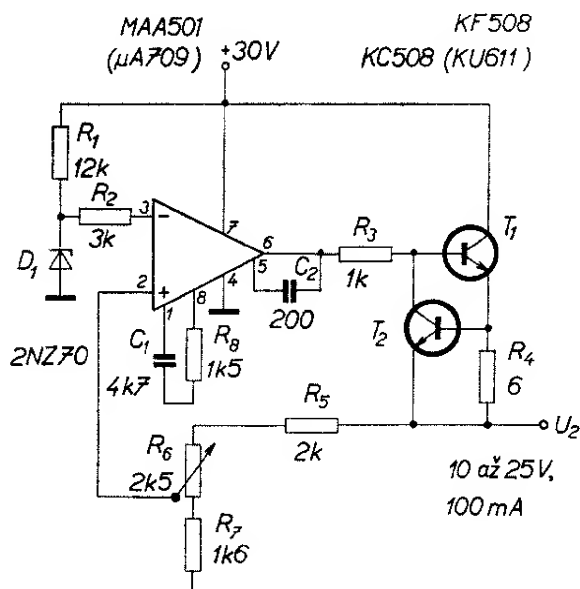 MAA501
(μA709)
KF508
KC508 (KU611)
+30V
R1
12k
R2
3k
D1
3
−
2
+
7
6
5
4
1
8
C2
200
R3
1k
T1
T2
R4
6
2NZ70
C1
4k7
R8
1k5
R5
2k
U2
R6
2k5
10 až 25V,
100 mA
R7
1k6